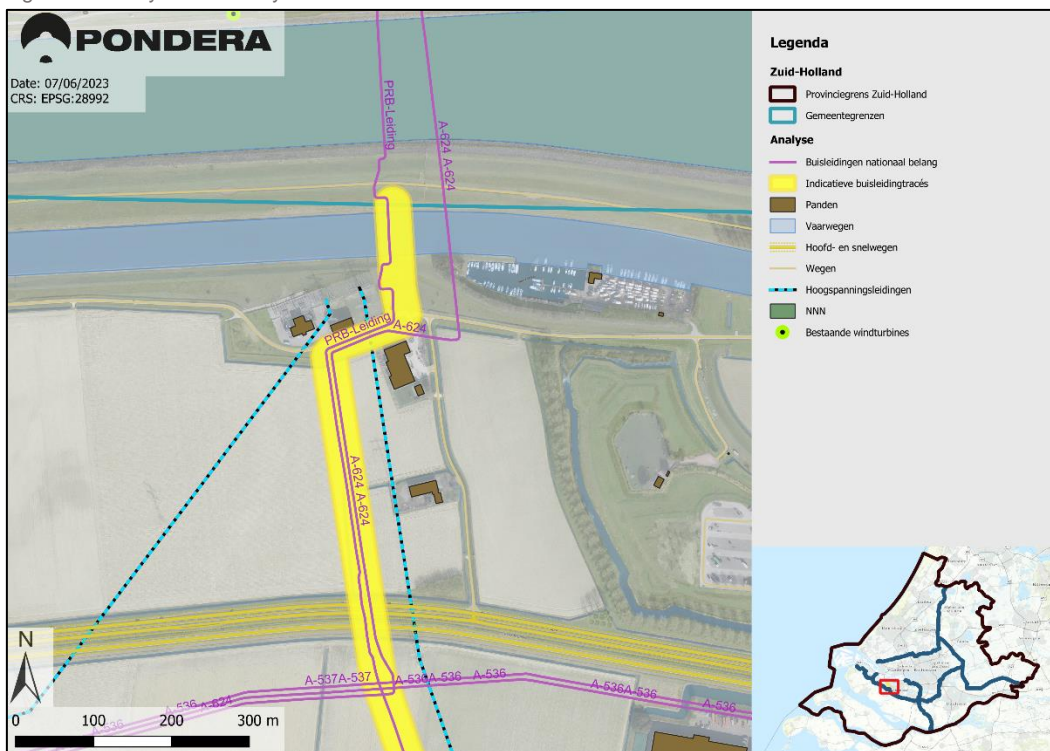 PONDERA
Date: 07/06/2023
CRS: EPSG:28992
PRB-Leiding
A-624 A-624
PRB-Leiding
A-624
A-624 A-624
A-537A-537
A-536A-536
A-536
A-536A-536
A-536
A-624
A-536
N
0 100 200 300 m
Legenda
Zuid-Holland
Provinciegrens Zuid-Holland
Gemeentegrenzen
Analyse
Buisleidingen nationaal belang
Indicatieve buisleidingtracés
Panden
Vaarwegen
Hoofd- en snelwegen
Wegen
Hoogspanningsleidingen
NNN
Bestaande windturbines